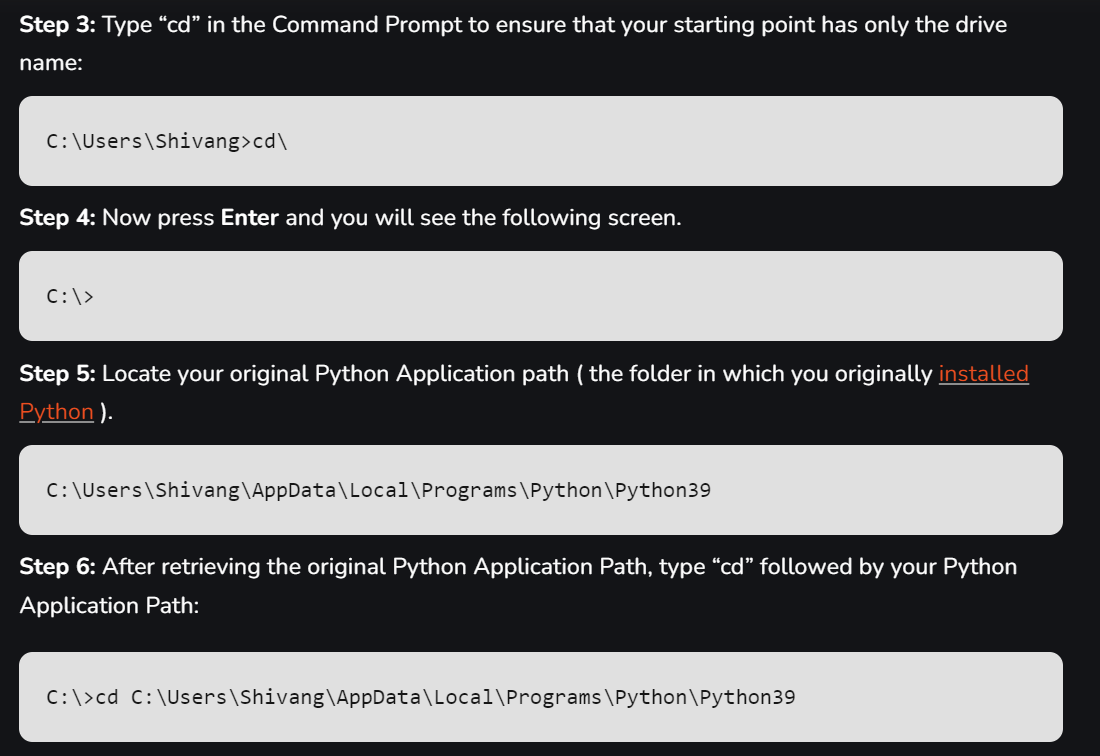 Step 3: Type “cd” in the Command Prompt to ensure that your starting point has only the drive
name:
C:\Users\Shivang>cd\
Step 4: Now press Enter and you will see the following screen.
C:\>
Step 5: Locate your original Python Application path ( the folder in which you originally installed
Python ).
C:\Users\Shivang\AppData\Local\Programs\Python\Python39
Step 6: After retrieving the original Python Application Path, type “cd” followed by your Python
Application Path:
C:\>cd C:\Users\Shivang\AppData\Local\Programs\Python\Python39